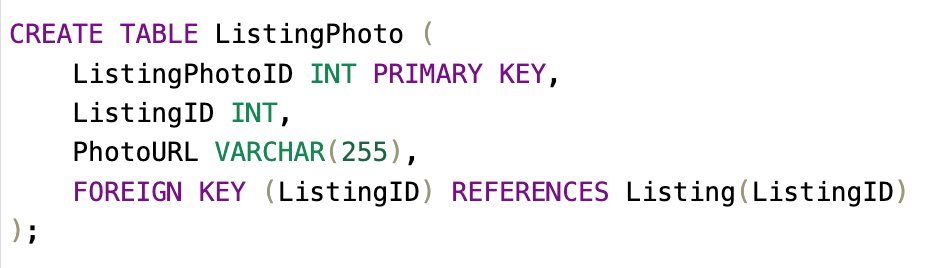 CREATE TABLE ListingPhoto (
    ListingPhotoID INT PRIMARY KEY,
    ListingID INT,
    PhotoURL VARCHAR(255),
    FOREIGN KEY (ListingID) REFERENCES Listing(ListingID)
);